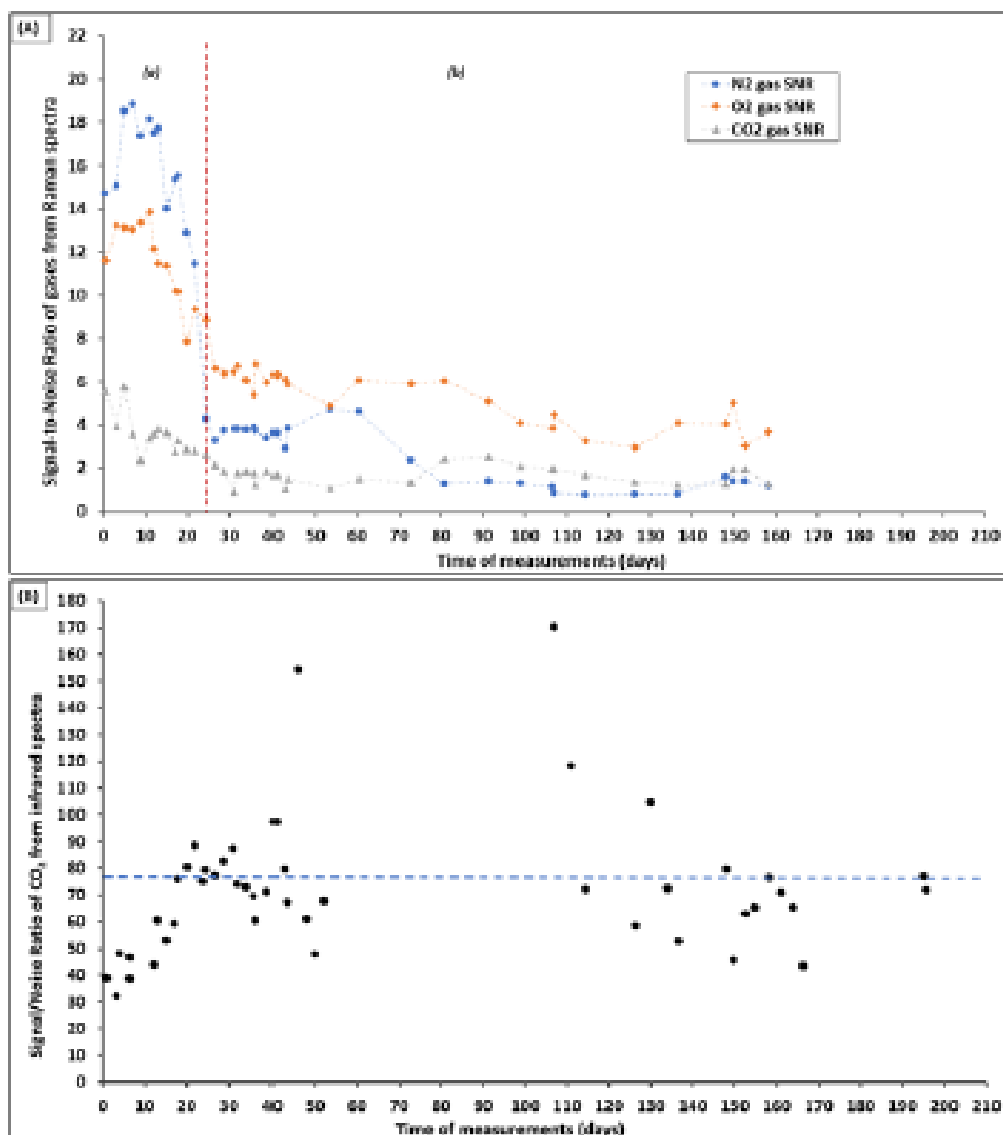 (A)
(a)
(b)
Signal-to-Noise Ratio of gases from Raman spectra
22
20
18
16
14
12
10
8
6
4
2
0
N2 gas SNR
O2 gas SNR
CO2 gas SNR
0 10 20 30 40 50 60 70 80 90 100 110 120 130 140 150 160 170 180 190 200 210
Time of measurements (days)
(B)
Signal/Noise Ratio of CO₂ from infrared spectra
180
170
160
150
140
130
120
110
100
90
80
70
60
50
40
30
20
10
0
0 10 20 30 40 50 60 70 80 90 100 110 120 130 140 150 160 170 180 190 200 210
Time of measurements (days)